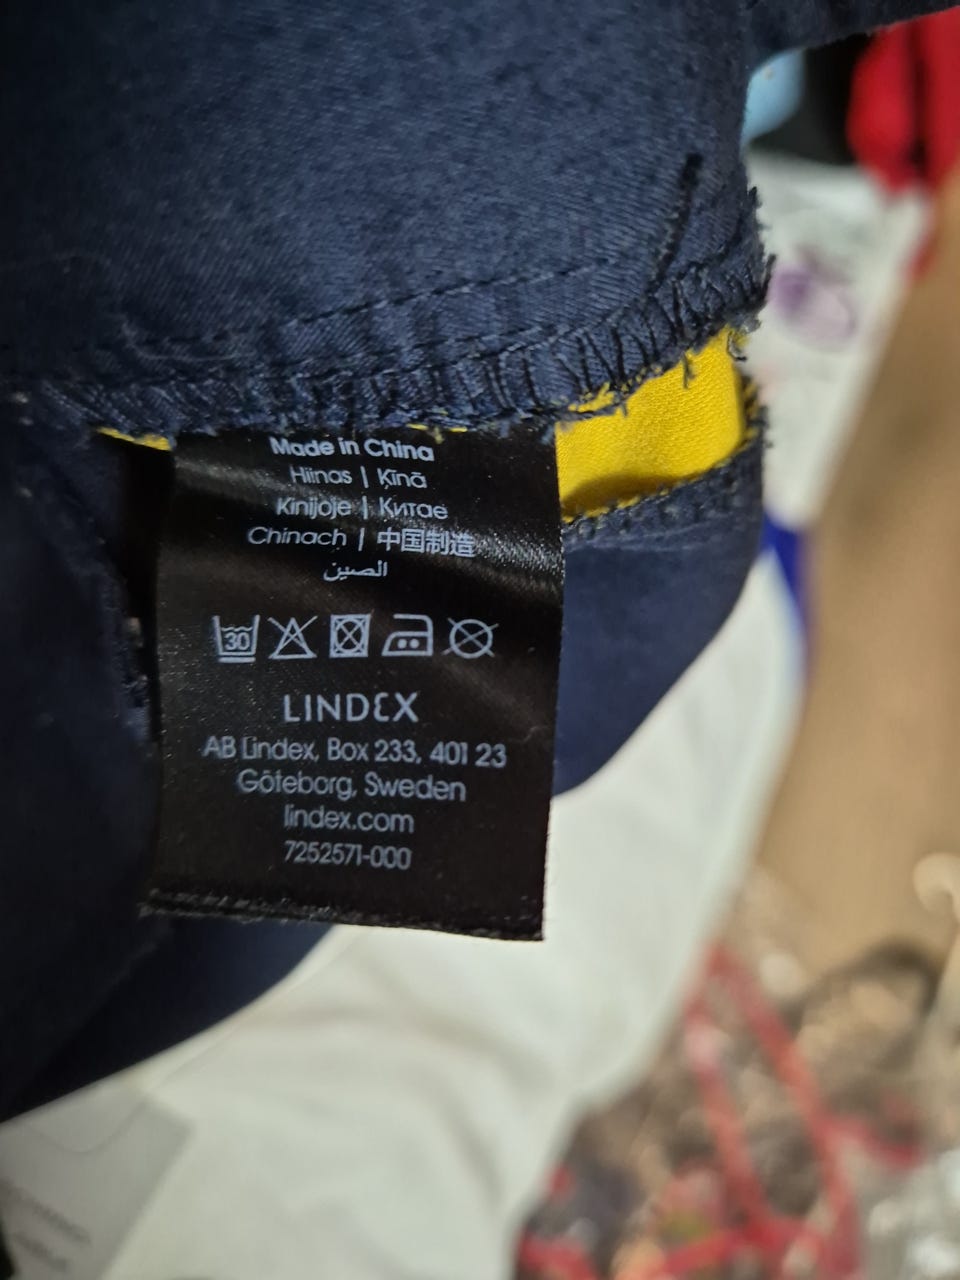 Made in China
Hiinas | Ķīnā
Kinijoje | Китае
Chinach | 中国制造
الصين
30
LINDEX
AB Lindex, Box 233, 401 23
Göteborg, Sweden
lindex.com
7252571-000